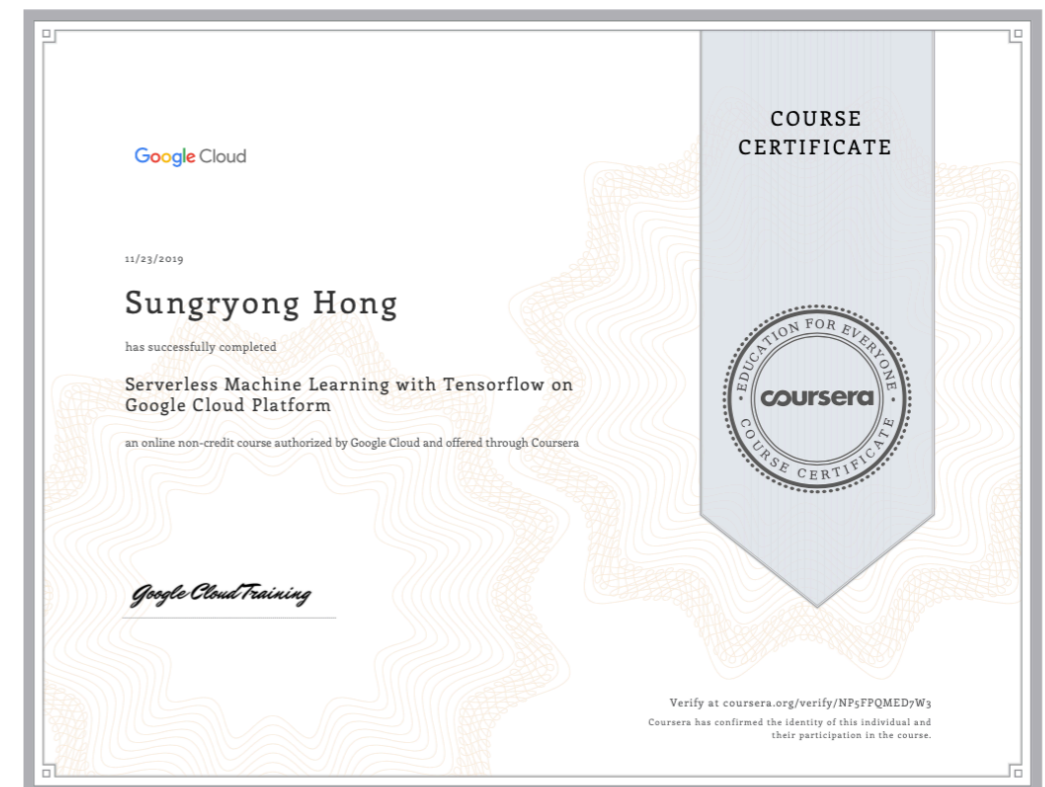 COURSE
CERTIFICATE
Google Cloud
11/23/2019
Sungryong Hong
has successfully completed
Serverless Machine Learning with Tensorflow on
Google Cloud Platform
an online non-credit course authorized by Google Cloud and offered through Coursera
EDUCATION FOR EVERYONE
coursera
COURSE CERTIFICATE
Google Cloud Training
Verify at coursera.org/verify/NP5FPQMED7W3
Coursera has confirmed the identity of this individual and
their participation in the course.